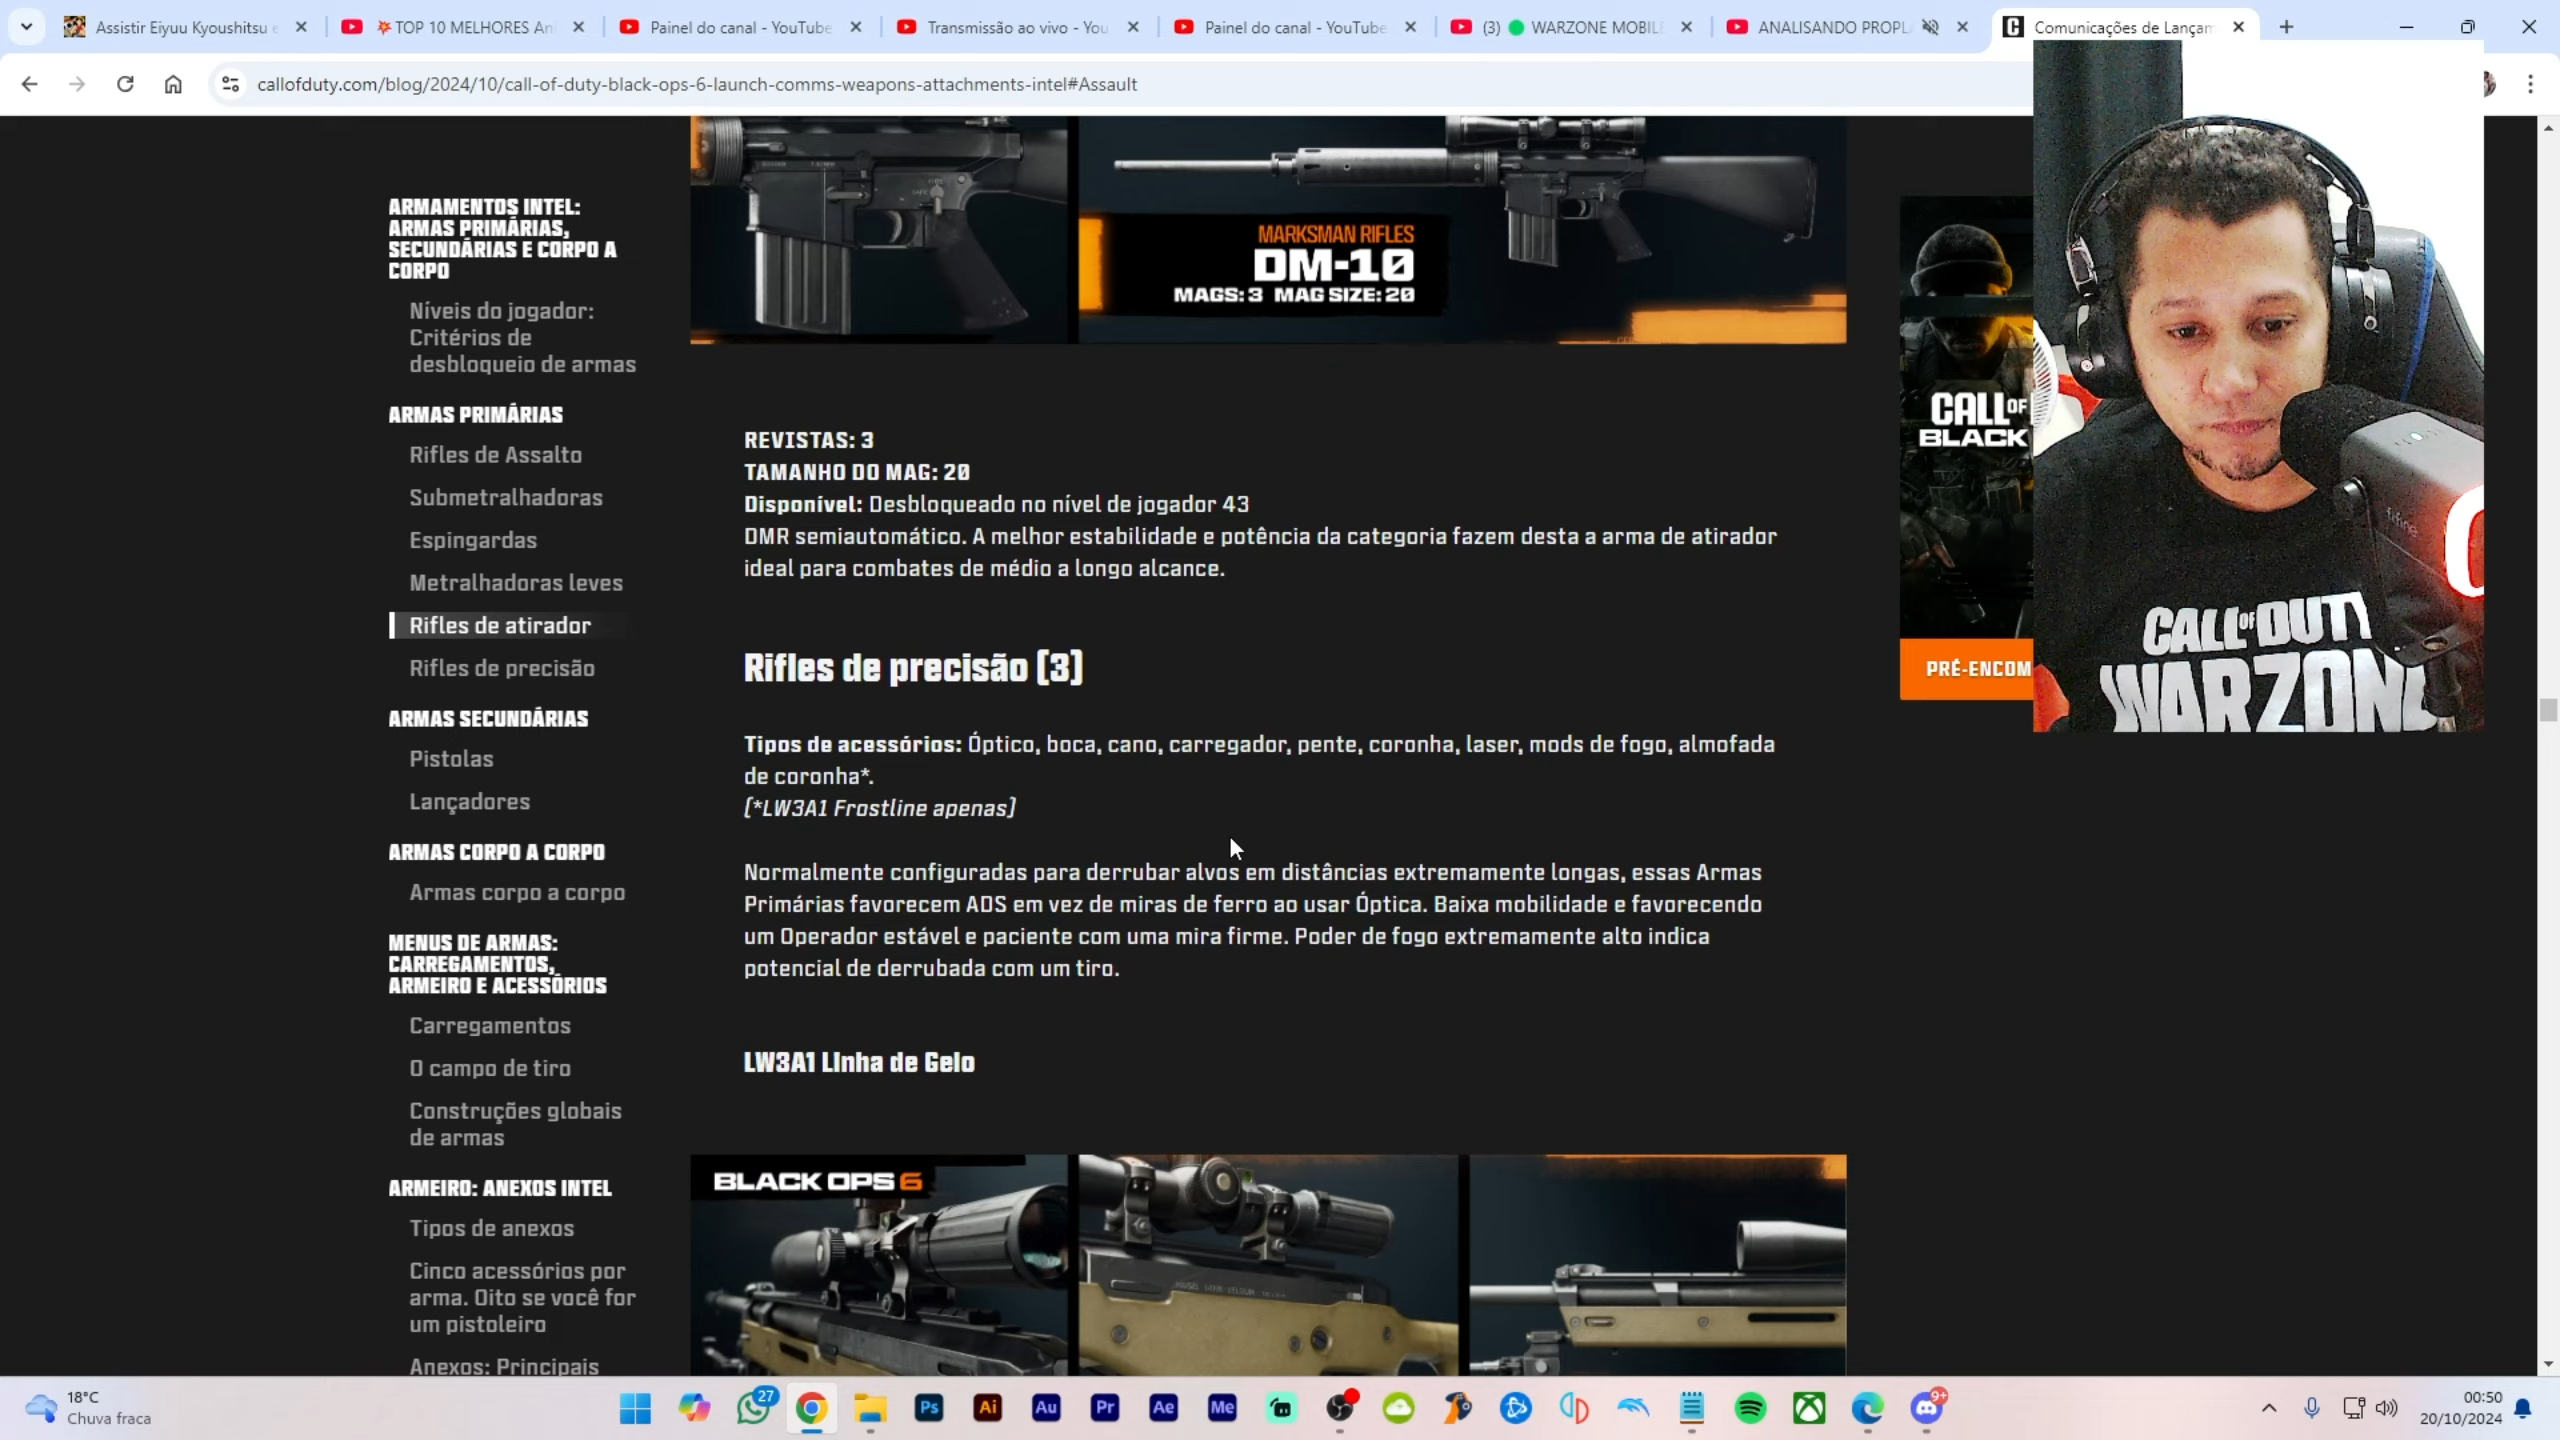 Assistir Eiyuu Kyoushitsu e
TOP 10 MELHORES Ani
Painel do canal - YouTube
Transmissão ao vivo - You
Painel do canal - YouTube
(3) WARZONE MOBILE
ANALISANDO PROPLA
Comunicações de Lançam
callofduty.com/blog/2024/10/call-of-duty-black-ops-6-launch-comms-weapons-attachments-intel#Assault
ARMAMENTOS INTEL:
ARMAS PRIMÁRIAS,
SECUNDÁRIAS E CORPO A
CORPO
Níveis do jogador:
Critérios de
desbloqueio de armas
ARMAS PRIMÁRIAS
Rifles de Assalto
Submetralhadoras
Espingardas
Metralhadoras leves
Rifles de atirador
Rifles de precisão
ARMAS SECUNDÁRIAS
Pistolas
Lançadores
ARMAS CORPO A CORPO
Armas corpo a corpo
MENUS DE ARMAS:
CARREGAMENTOS,
ARMEIRO E ACESSÓRIOS
Carregamentos
O campo de tiro
Construções globais
de armas
ARMEIRO: ANEXOS INTEL
Tipos de anexos
Cinco acessórios por
arma. Oito se você for
um pistoleiro
Anexos: Principais
MARKSMAN RIFLES
DM-10
MAGS: 3 MAG SIZE: 20
REVISTAS: 3
TAMANHO DO MAG: 20
Disponível: Desbloqueado no nível de jogador 43
DMR semiautomático. A melhor estabilidade e potência da categoria fazem desta a arma de atirador
ideal para combates de médio a longo alcance.
Rifles de precisão (3)
Tipos de acessórios: Óptico, boca, cano, carregador, pente, coronha, laser, mods de fogo, almofada
de coronha*.
[*LW3A1 Frostline apenas]
Normalmente configuradas para derrubar alvos em distâncias extremamente longas, essas Armas
Primárias favorecem ADS em vez de miras de ferro ao usar Óptica. Baixa mobilidade e favorecendo
um Operador estável e paciente com uma mira firme. Poder de fogo extremamente alto indica
potencial de derrubada com um tiro.
LW3A1 Linha de Gelo
BLACK OPS 6
CALL OF
BLACK
PRÉ-ENCOM
fifine
CALL OF DUTY
WARZONE
18°C
Chuva fraca
27
Ps
Ai
Au
Pr
Ae
Me
9+
00:50
20/10/2024